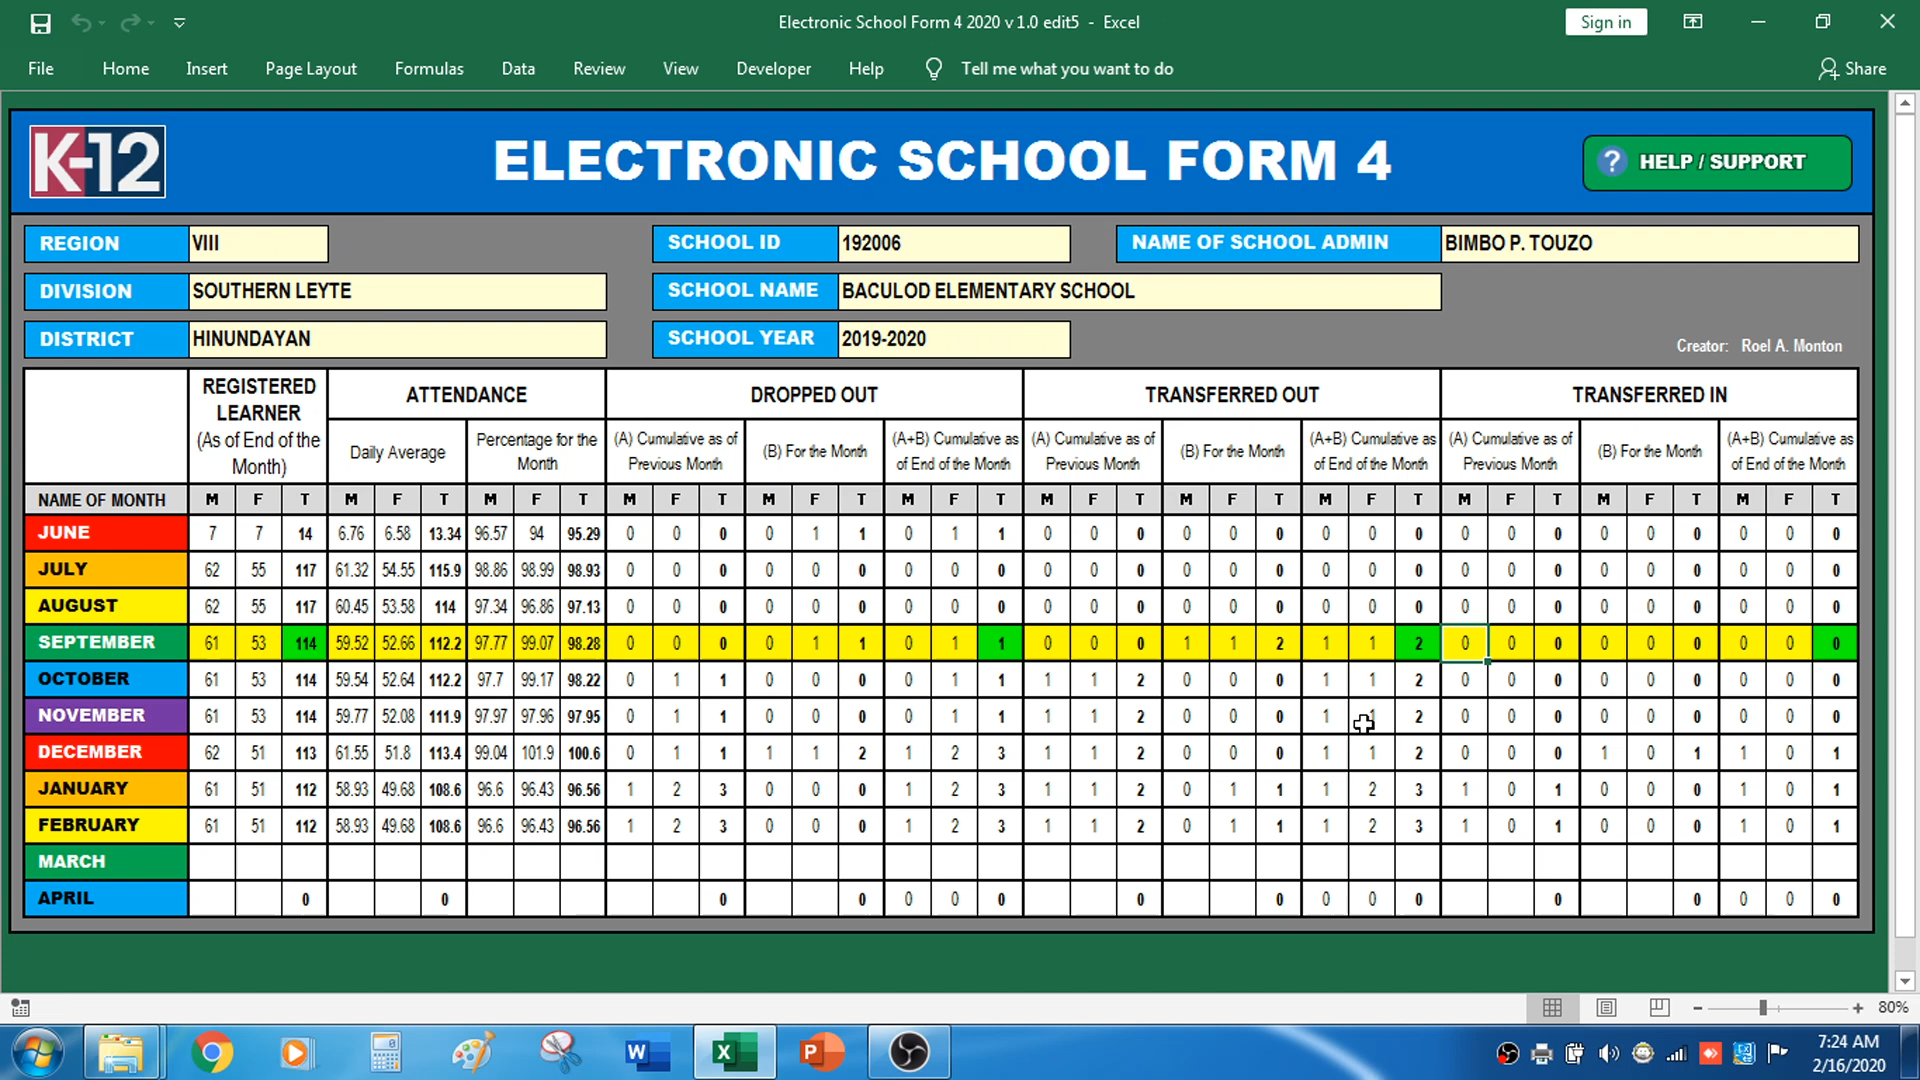 Electronic School Form 4 2020 v 1.0 edit5 - Excel
Sign in
File Home Insert Page Layout Formulas Data Review View Developer Help Tell me what you want to do Share
K-12
ELECTRONIC SCHOOL FORM 4
? HELP / SUPPORT
REGION VIII SCHOOL ID 192006 NAME OF SCHOOL ADMIN BIMBO P. TOUZO
DIVISION SOUTHERN LEYTE SCHOOL NAME BACULOD ELEMENTARY SCHOOL
DISTRICT HINUNDAYAN SCHOOL YEAR 2019-2020
Creator: Roel A. Monton
REGISTERED LEARNER (As of End of the Month) ATTENDANCE DROPPED OUT TRANSFERRED OUT TRANSFERRED IN
Daily Average Percentage for the Month (A) Cumulative as of Previous Month (B) For the Month (A+B) Cumulative as of End of the Month (A) Cumulative as of Previous Month (B) For the Month (A+B) Cumulative as of End of the Month (A) Cumulative as of Previous Month (B) For the Month (A+B) Cumulative as of End of the Month
NAME OF MONTH M F T M F T M F T M F T M F T M F T M F T M F T M F T M F T M F T M F T
JUNE 7 7 14 6.76 6.58 13.34 96.57 94 95.29 0 0 0 0 1 1 0 1 1 0 0 0 0 0 0 0 0 0 0 0 0 0 0 0 0 0 0
JULY 62 55 117 61.32 54.55 115.9 98.86 98.99 98.93 0 0 0 0 0 0 0 0 0 0 0 0 0 0 0 0 0 0 0 0 0 0 0 0 0 0 0
AUGUST 62 55 117 60.45 53.58 114 97.34 96.86 97.13 0 0 0 0 0 0 0 0 0 0 0 0 0 0 0 0 0 0 0 0 0 0 0 0 0 0 0
SEPTEMBER 61 53 114 59.52 52.66 112.2 97.77 99.07 98.28 0 0 0 0 1 1 0 1 1 0 0 0 1 1 2 1 1 2 0 0 0 0 0 0 0 0 0
OCTOBER 61 53 114 59.54 52.64 112.2 97.7 99.17 98.22 0 1 1 0 0 0 0 1 1 1 1 2 0 0 0 1 1 2 0 0 0 0 0 0 0 0 0
NOVEMBER 61 53 114 59.77 52.08 111.9 97.97 97.96 97.95 0 1 1 0 0 0 0 1 1 1 1 2 0 0 0 1 1 2 0 0 0 0 0 0 0 0 0
DECEMBER 62 51 113 61.55 51.8 113.4 99.04 101.9 100.6 0 1 1 1 1 2 1 2 3 1 1 2 0 0 0 1 1 2 0 0 0 1 0 1 1 0 1
JANUARY 61 51 112 58.93 49.68 108.6 96.6 96.43 96.56 1 2 3 0 0 0 1 2 3 1 1 2 0 1 1 1 2 3 1 0 1 0 0 0 1 0 1
FEBRUARY 61 51 112 58.93 49.68 108.6 96.6 96.43 96.56 1 2 3 0 0 0 1 2 3 1 1 2 0 1 1 1 2 3 1 0 1 0 0 0 1 0 1
MARCH
APRIL 0 0 0 0 0 0 0 0 0 0 0 0 0 0 0 0 0
80%
7:24 AM
2/16/2020